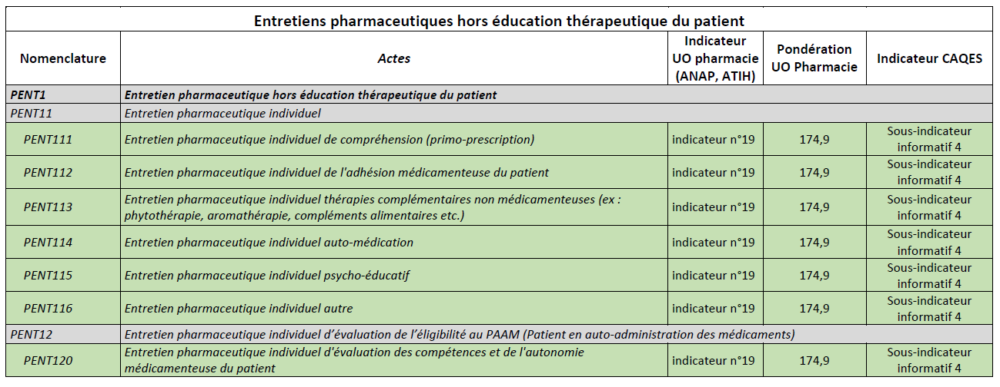 Entretiens pharmaceutiques hors éducation thérapeutique du patient
Nomenclature
Actes
Indicateur
UO pharmacie
(ANAP, ATIH)
Pondération
UO Pharmacie
Indicateur CAQES
PENT1 Entretien pharmaceutique hors éducation thérapeutique du patient
PENT11 Entretien pharmaceutique individuel
PENT111 Entretien pharmaceutique individuel de compréhension (primo-prescription) indicateur n°19 174,9 Sous-indicateur
informatif 4
PENT112 Entretien pharmaceutique individuel de l'adhésion médicamenteuse du patient indicateur n°19 174,9 Sous-indicateur
informatif 4
PENT113 Entretien pharmaceutique individuel thérapies complémentaires non médicamenteuses (ex :
phytothérapie, aromathérapie, compléments alimentaires etc.) indicateur n°19 174,9 Sous-indicateur
informatif 4
PENT114 Entretien pharmaceutique individuel auto-médication indicateur n°19 174,9 Sous-indicateur
informatif 4
PENT115 Entretien pharmaceutique individuel psycho-éducatif indicateur n°19 174,9 Sous-indicateur
informatif 4
PENT116 Entretien pharmaceutique individuel autre indicateur n°19 174,9 Sous-indicateur
informatif 4
PENT12 Entretien pharmaceutique individuel d’évaluation de l’éligibilité au PAAM (Patient en auto-administration des médicaments)
PENT120 Entretien pharmaceutique individuel d'évaluation des compétences et de l'autonomie
médicamenteuse du patient indicateur n°19 174,9 Sous-indicateur
informatif 4